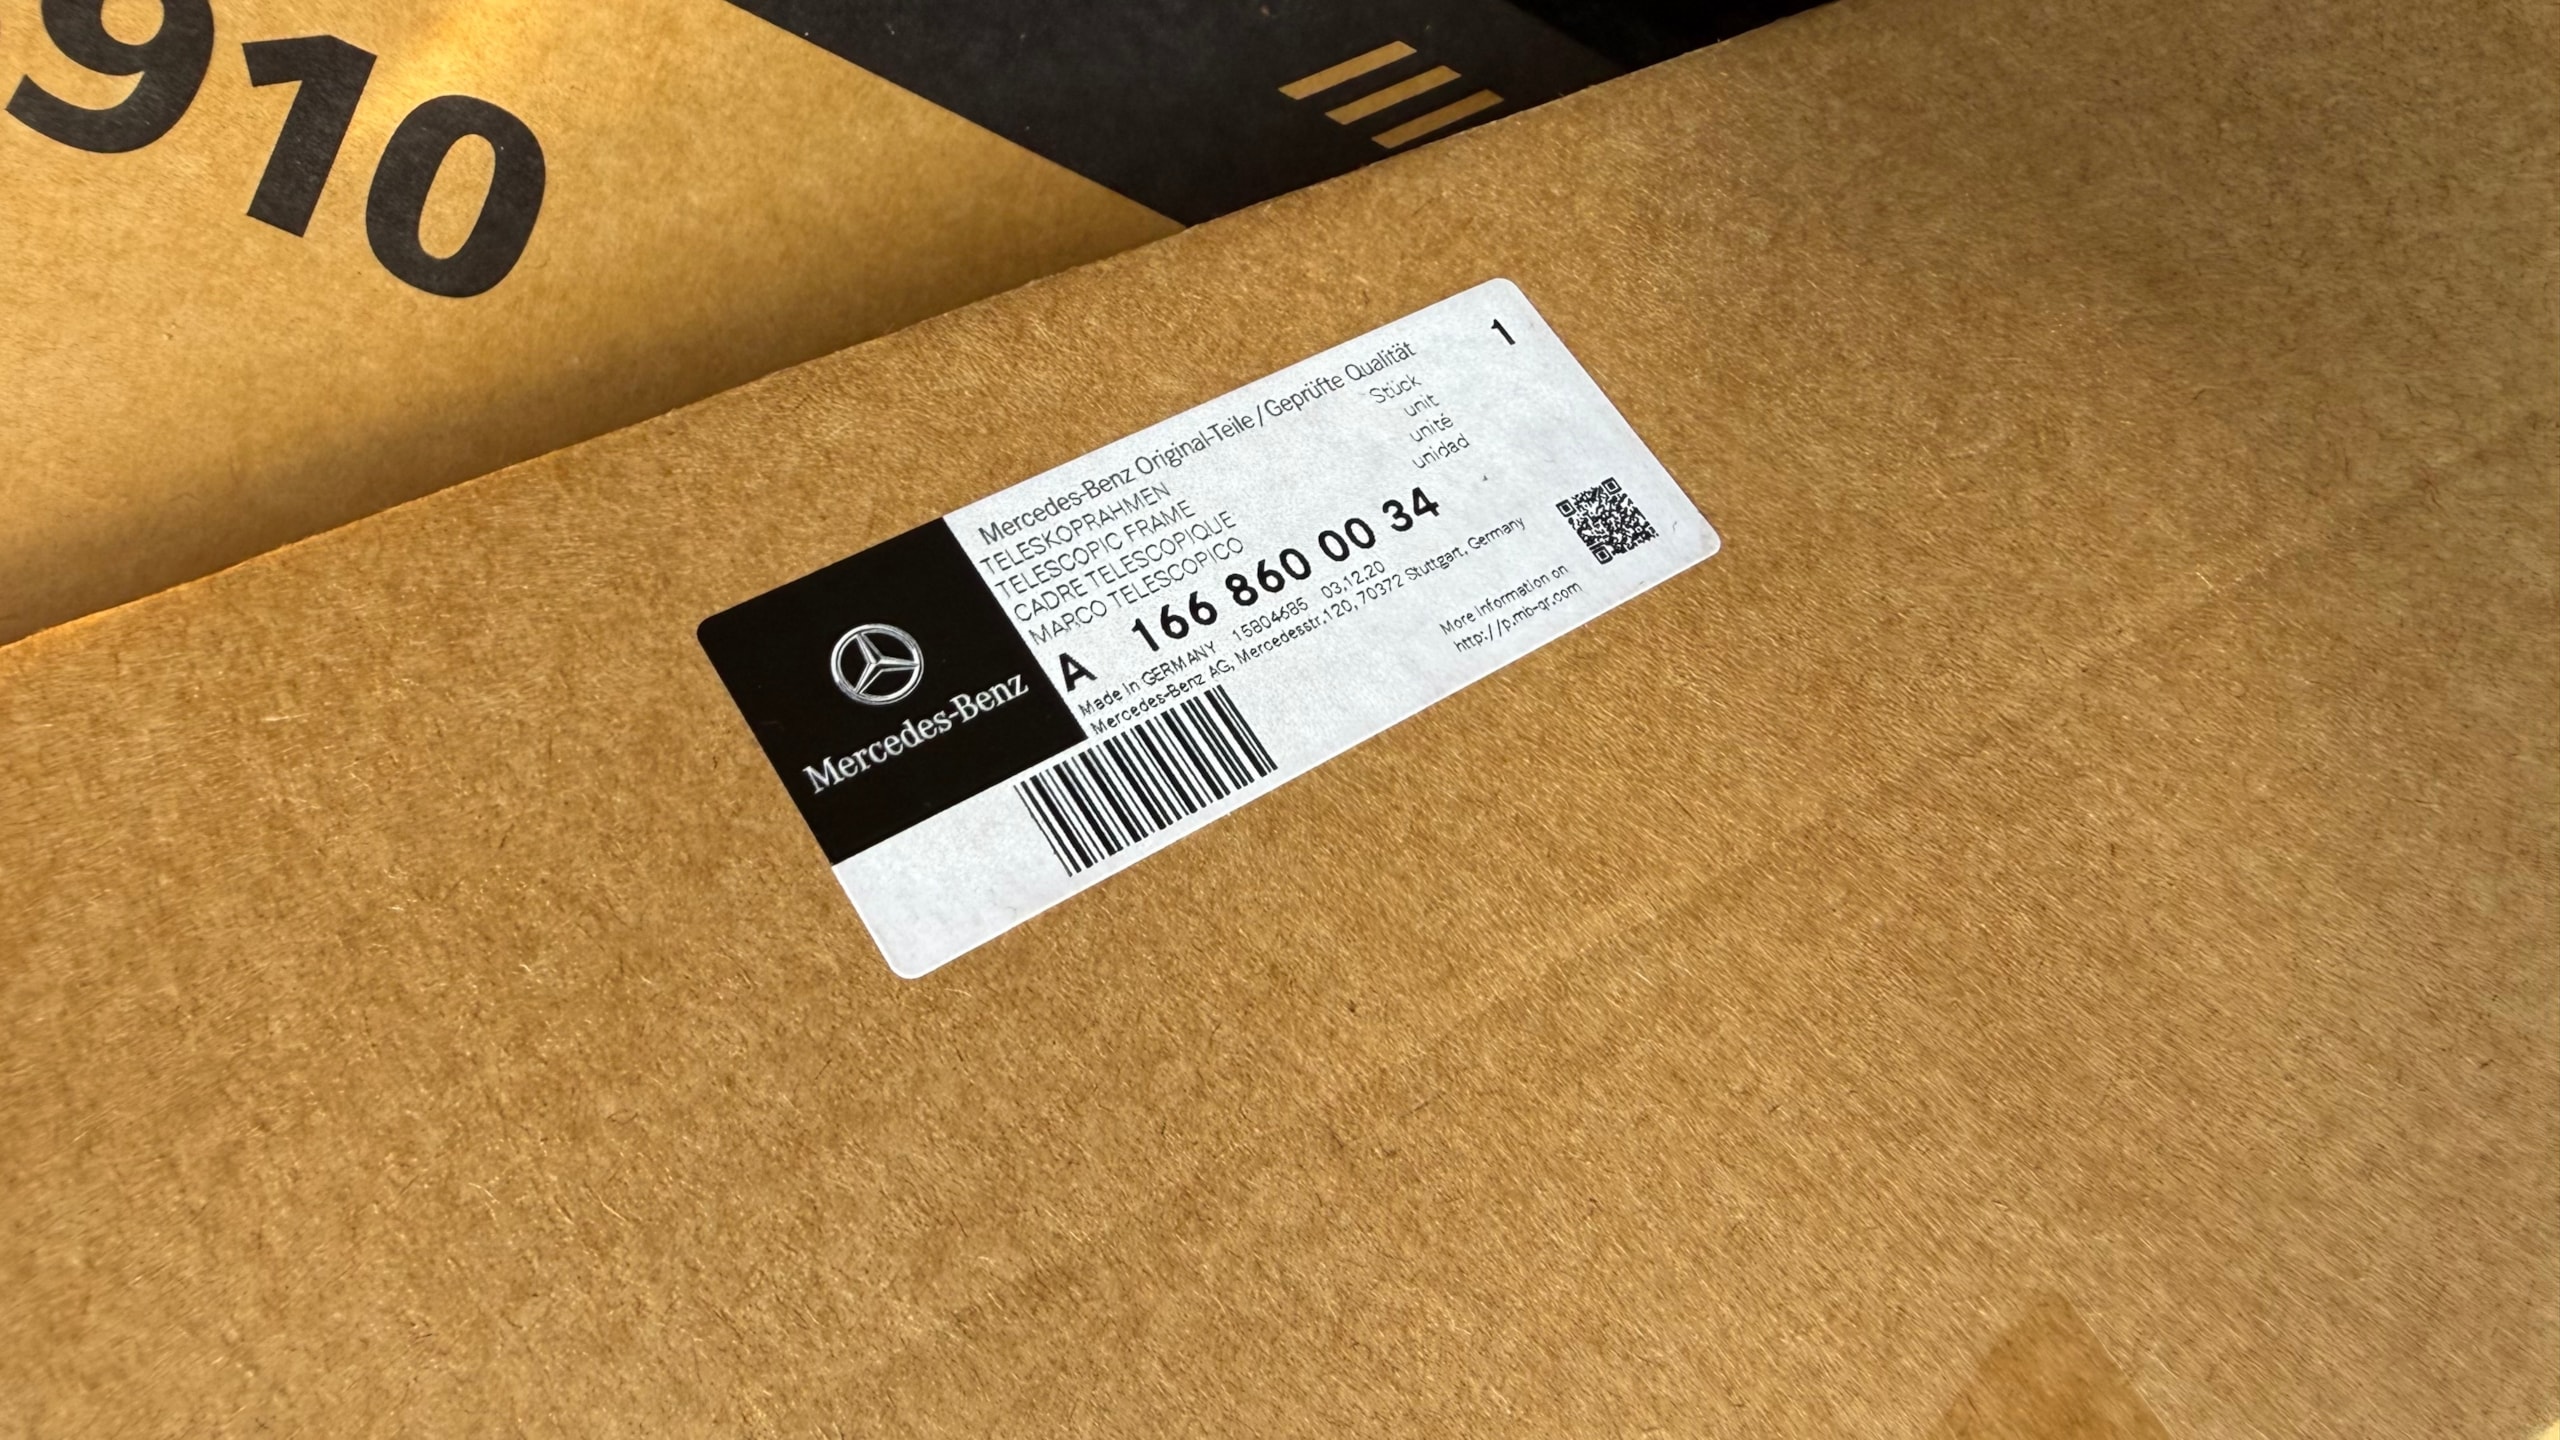 910
Mercedes-Benz Original-Teile / Geprüfte Qualität 1
TELESKOPRAHMEN Stück
TELESCOPIC FRAME unit
CADRE TELESCOPIQUE unité
MARCO TELESCOPICO unidad
A 166 860 00 34
Made in GERMANY 15804685 03.12.20
Mercedes-Benz AG, Mercedesstr.120, 70372 Stuttgart, Germany
More information on
http://p.mb-qr.com
Mercedes-Benz